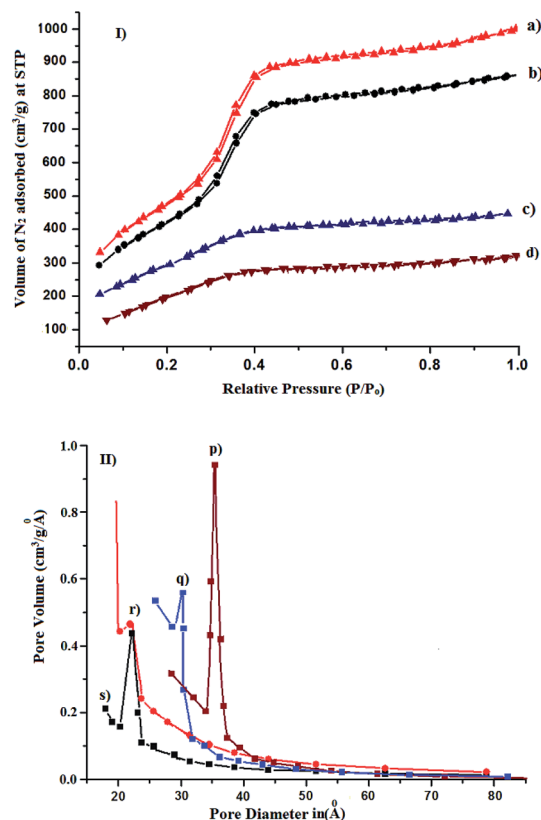 I)
a)
b)
c)
d)
1000
900
800
700
600
500
400
300
200
100
Volume of N₂ adsorbed (cm³/g) at STP
0.0 0.2 0.4 0.6 0.8 1.0
Relative Pressure (P/P₀)
II)
p)
q)
r)
s)
1.0
0.8
0.6
0.4
0.2
0.0
Pore Volume (cm³/g/Å)
20 30 40 50 60 70 80
Pore Diameter in(Å)